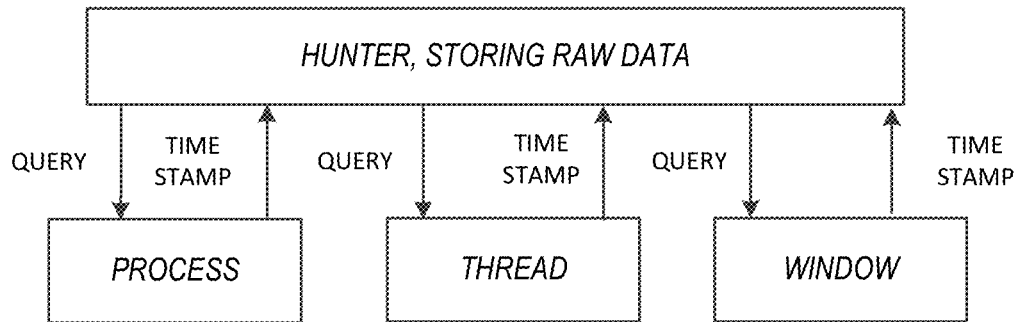 HUNTER, STORING RAW DATA
QUERY
TIME
STAMP
QUERY
TIME
STAMP
QUERY
TIME
STAMP
PROCESS
THREAD
WINDOW